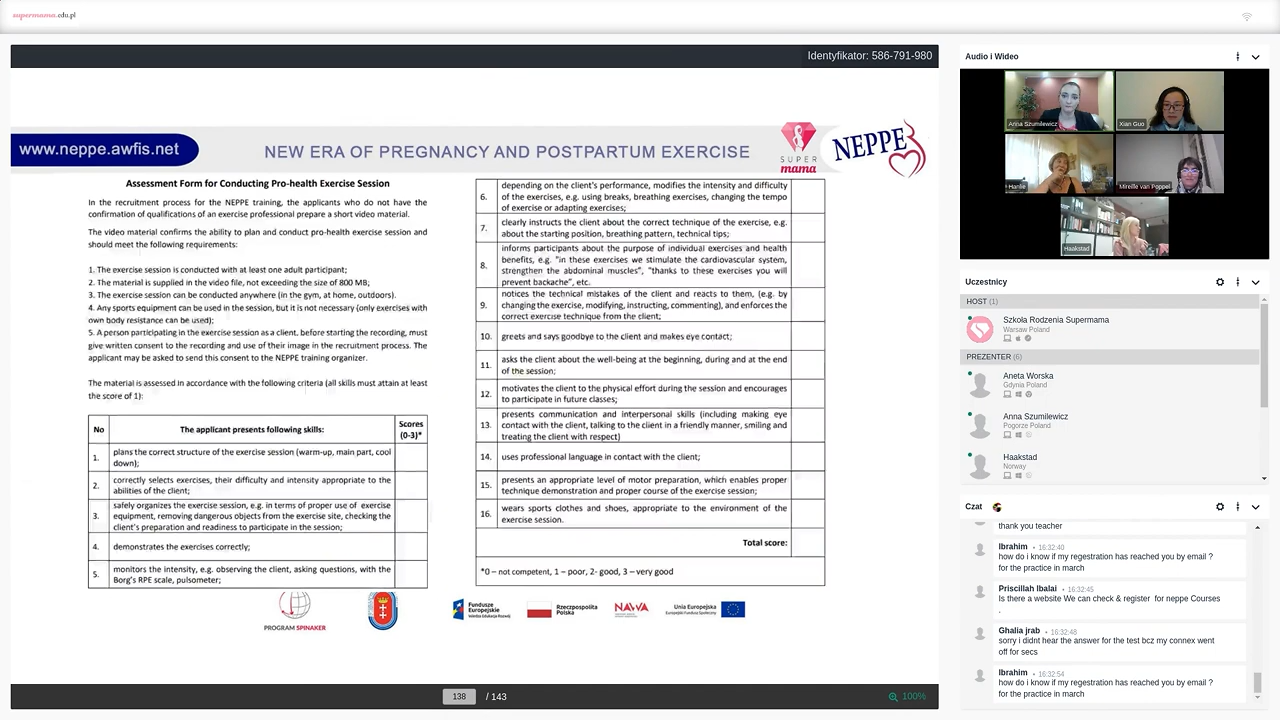 supermama.edu.pl
Identyfikator: 586-791-980
www.neppe.awfis.net
NEW ERA OF PREGNANCY AND POSTPARTUM EXERCISE
SUPER
mama
NEPPE
Assessment Form for Conducting Pro-health Exercise Session
In the recruitment process for the NEPPE training, the applicants who do not have the
confirmation of qualifications of an exercise professional prepare a short video material.
The video material confirms the ability to plan and conduct pro-health exercise session and
should meet the following requirements:
1. The exercise session is conducted with at least one adult participant;
2. The material is supplied in the video file, not exceeding the size of 800 MB;
3. The exercise session can be conducted anywhere (in the gym, at home, outdoors).
4. Any sports equipment can be used in the session, but it is not necessary (only exercises with
own body resistance can be used);
5. A person participating in the exercise session as a client, before starting the recording, must
give written consent to the recording and use of their image in the recruitment process. The
applicant may be asked to send this consent to the NEPPE training organizer.
The material is assessed in accordance with the following criteria (all skills must attain at least
the score of 1):
No The applicant presents following skills: Scores
(0-3)*
1. plans the correct structure of the exercise session (warm-up, main part, cool
down);
2. correctly selects exercises, their difficulty and intensity appropriate to the
abilities of the client;
3. safely organizes the exercise session, e.g. in terms of proper use of exercise
equipment, removing dangerous objects from the exercise site, checking the
client's preparation and readiness to participate in the session;
4. demonstrates the exercises correctly;
5. monitors the intensity, e.g. observing the client, asking questions, with the
Borg's RPE scale, pulsometer;
6. depending on the client's performance, modifies the intensity and difficulty
of the exercises, e.g. using breaks, breathing exercises, changing the tempo
of exercise or adapting exercises;
7. clearly instructs the client about the correct technique of the exercise, e.g.
about the starting position, breathing pattern, technical tips;
8. informs participants about the purpose of individual exercises and health
benefits, e.g. "in these exercises we stimulate the cardiovascular system,
strengthen the abdominal muscles", "thanks to these exercises you will
prevent backache", etc.
9. notices the technical mistakes of the client and reacts to them, (e.g. by
changing the exercise, modifying, instructing, commenting), and enforces the
correct exercise technique from the client;
10. greets and says goodbye to the client and makes eye contact;
11. asks the client about the well-being at the beginning, during and at the end
of the session;
12. motivates the client to the physical effort during the session and encourages
to participate in future classes;
13. presents communication and interpersonal skills (including making eye
contact with the client, talking to the client in a friendly manner, smiling and
treating the client with respect)
14. uses professional language in contact with the client;
15. presents an appropriate level of motor preparation, which enables proper
technique demonstration and proper course of the exercise session;
16. wears sports clothes and shoes, appropriate to the environment of the
exercise session.
Total score:
*0 – not competent, 1 – poor, 2- good, 3 – very good
PROGRAM SPINAKER
Fundusze
Europejskie
Wiedza Edukacja Rozwój
Rzeczpospolita
Polska
NAWA
Unia Europejska
Europejski Fundusz Społeczny
138 / 143
100%
Audio i Wideo
Anna Szumilewicz
Xian Guo
Harrie
Mireille van Poppel
Haakstad
Uczestnicy
HOST (1)
Szkoła Rodzenia Supermama
Warsaw Poland
PREZENTER (6)
Aneta Worska
Gdynia Poland
Anna Szumilewicz
Pogorze Poland
Haakstad
Norway
Czat
thank you teacher
Ibrahim • 16:32:40
how do i know if my regestration has reached you by email ?
for the practice in march
Priscillah Ibalai • 16:32:45
Is there a website We can check & register for neppe Courses
.
Ghalia jrab • 16:32:48
sorry i didnt hear the answer for the test bcz my connex went
off for secs
Ibrahim • 16:32:54
how do i know if my regestration has reached you by email ?
for the practice in march